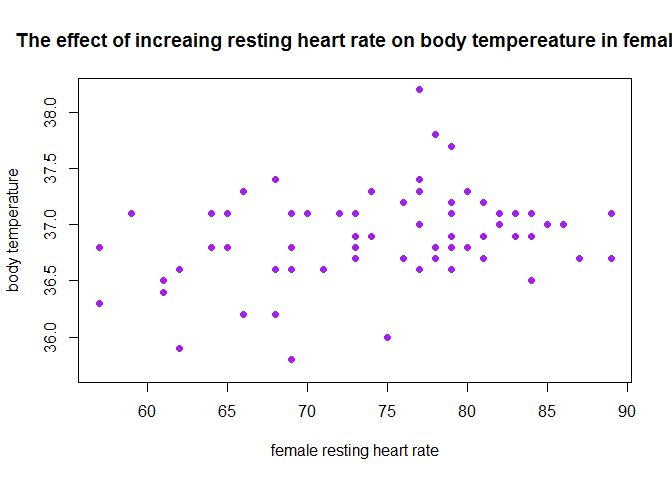 The effect of increaing resting heart rate on body tempereature in femal
38.0
37.5
37.0
36.5
36.0
body temperature
60 65 70 75 80 85 90
female resting heart rate